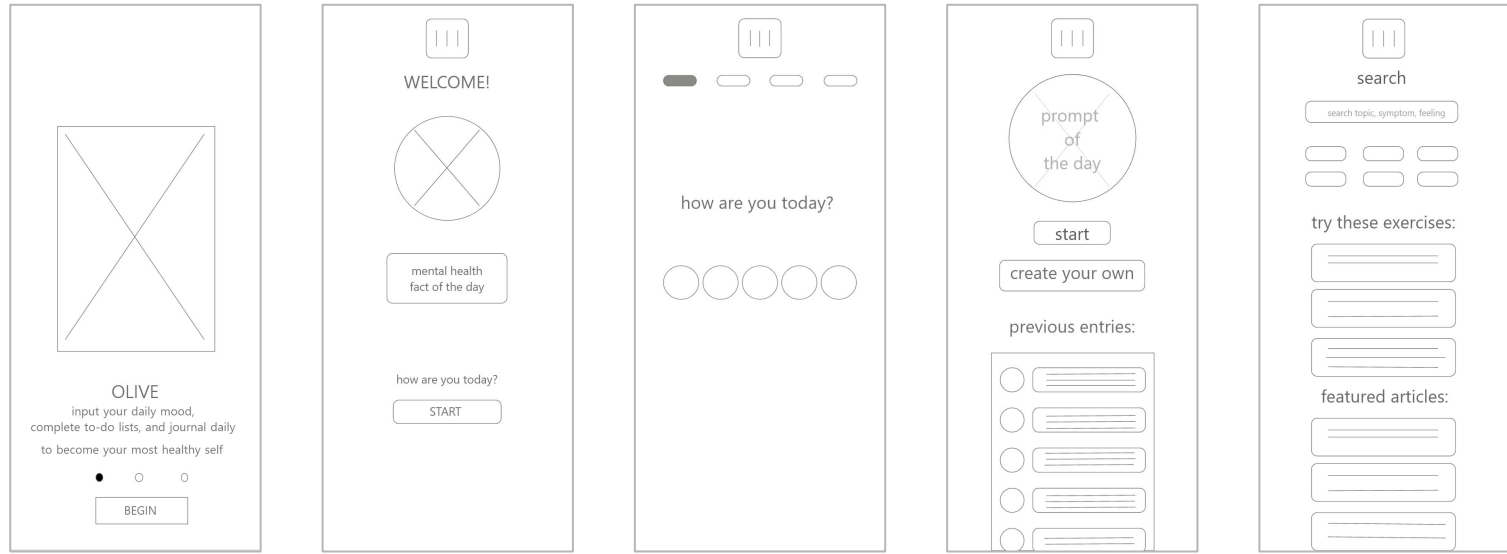 OLIVE
input your daily mood,
complete to-do lists, and journal daily
to become your most healthy self
BEGIN
WELCOME!
mental health
fact of the day
how are you today?
START
how are you today?
prompt
of
the day
start
create your own
previous entries:
search
search topic, symptom, feeling
try these exercises:
featured articles: